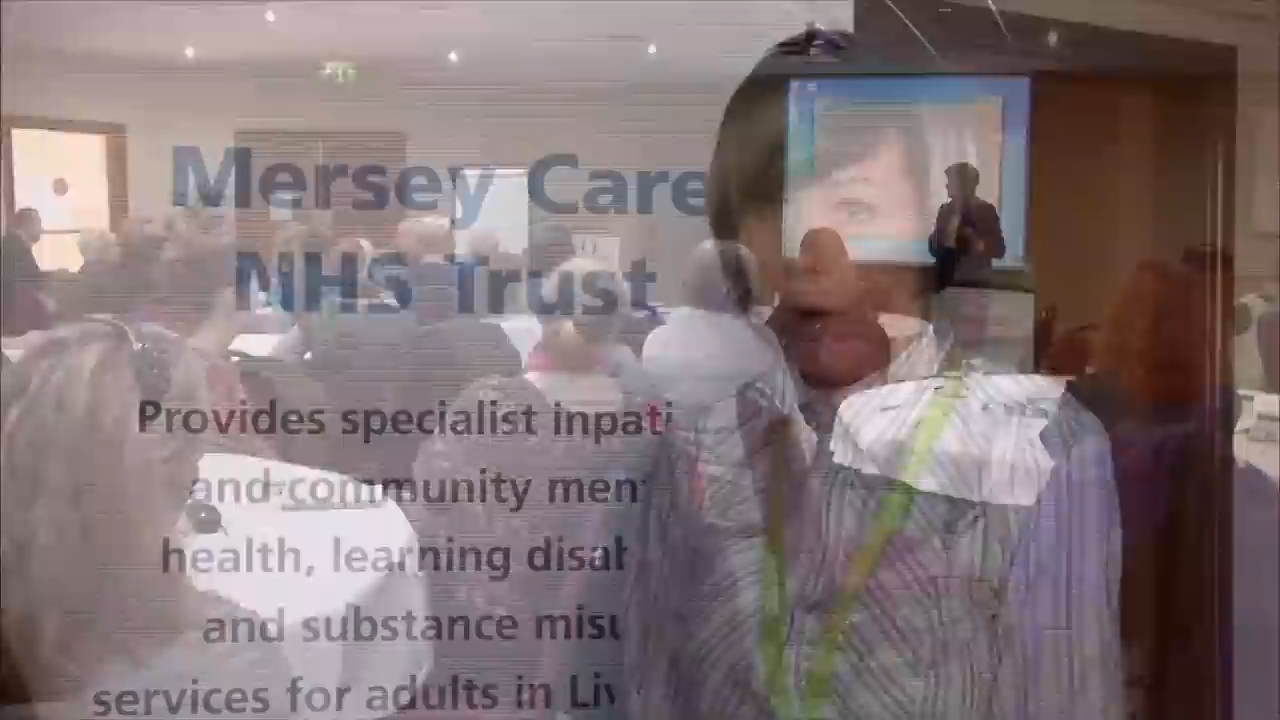 Mersey Care
NHS Trust
Provides specialist inpati
and community men
health, learning disab
and substance misu
services for adults in Liv